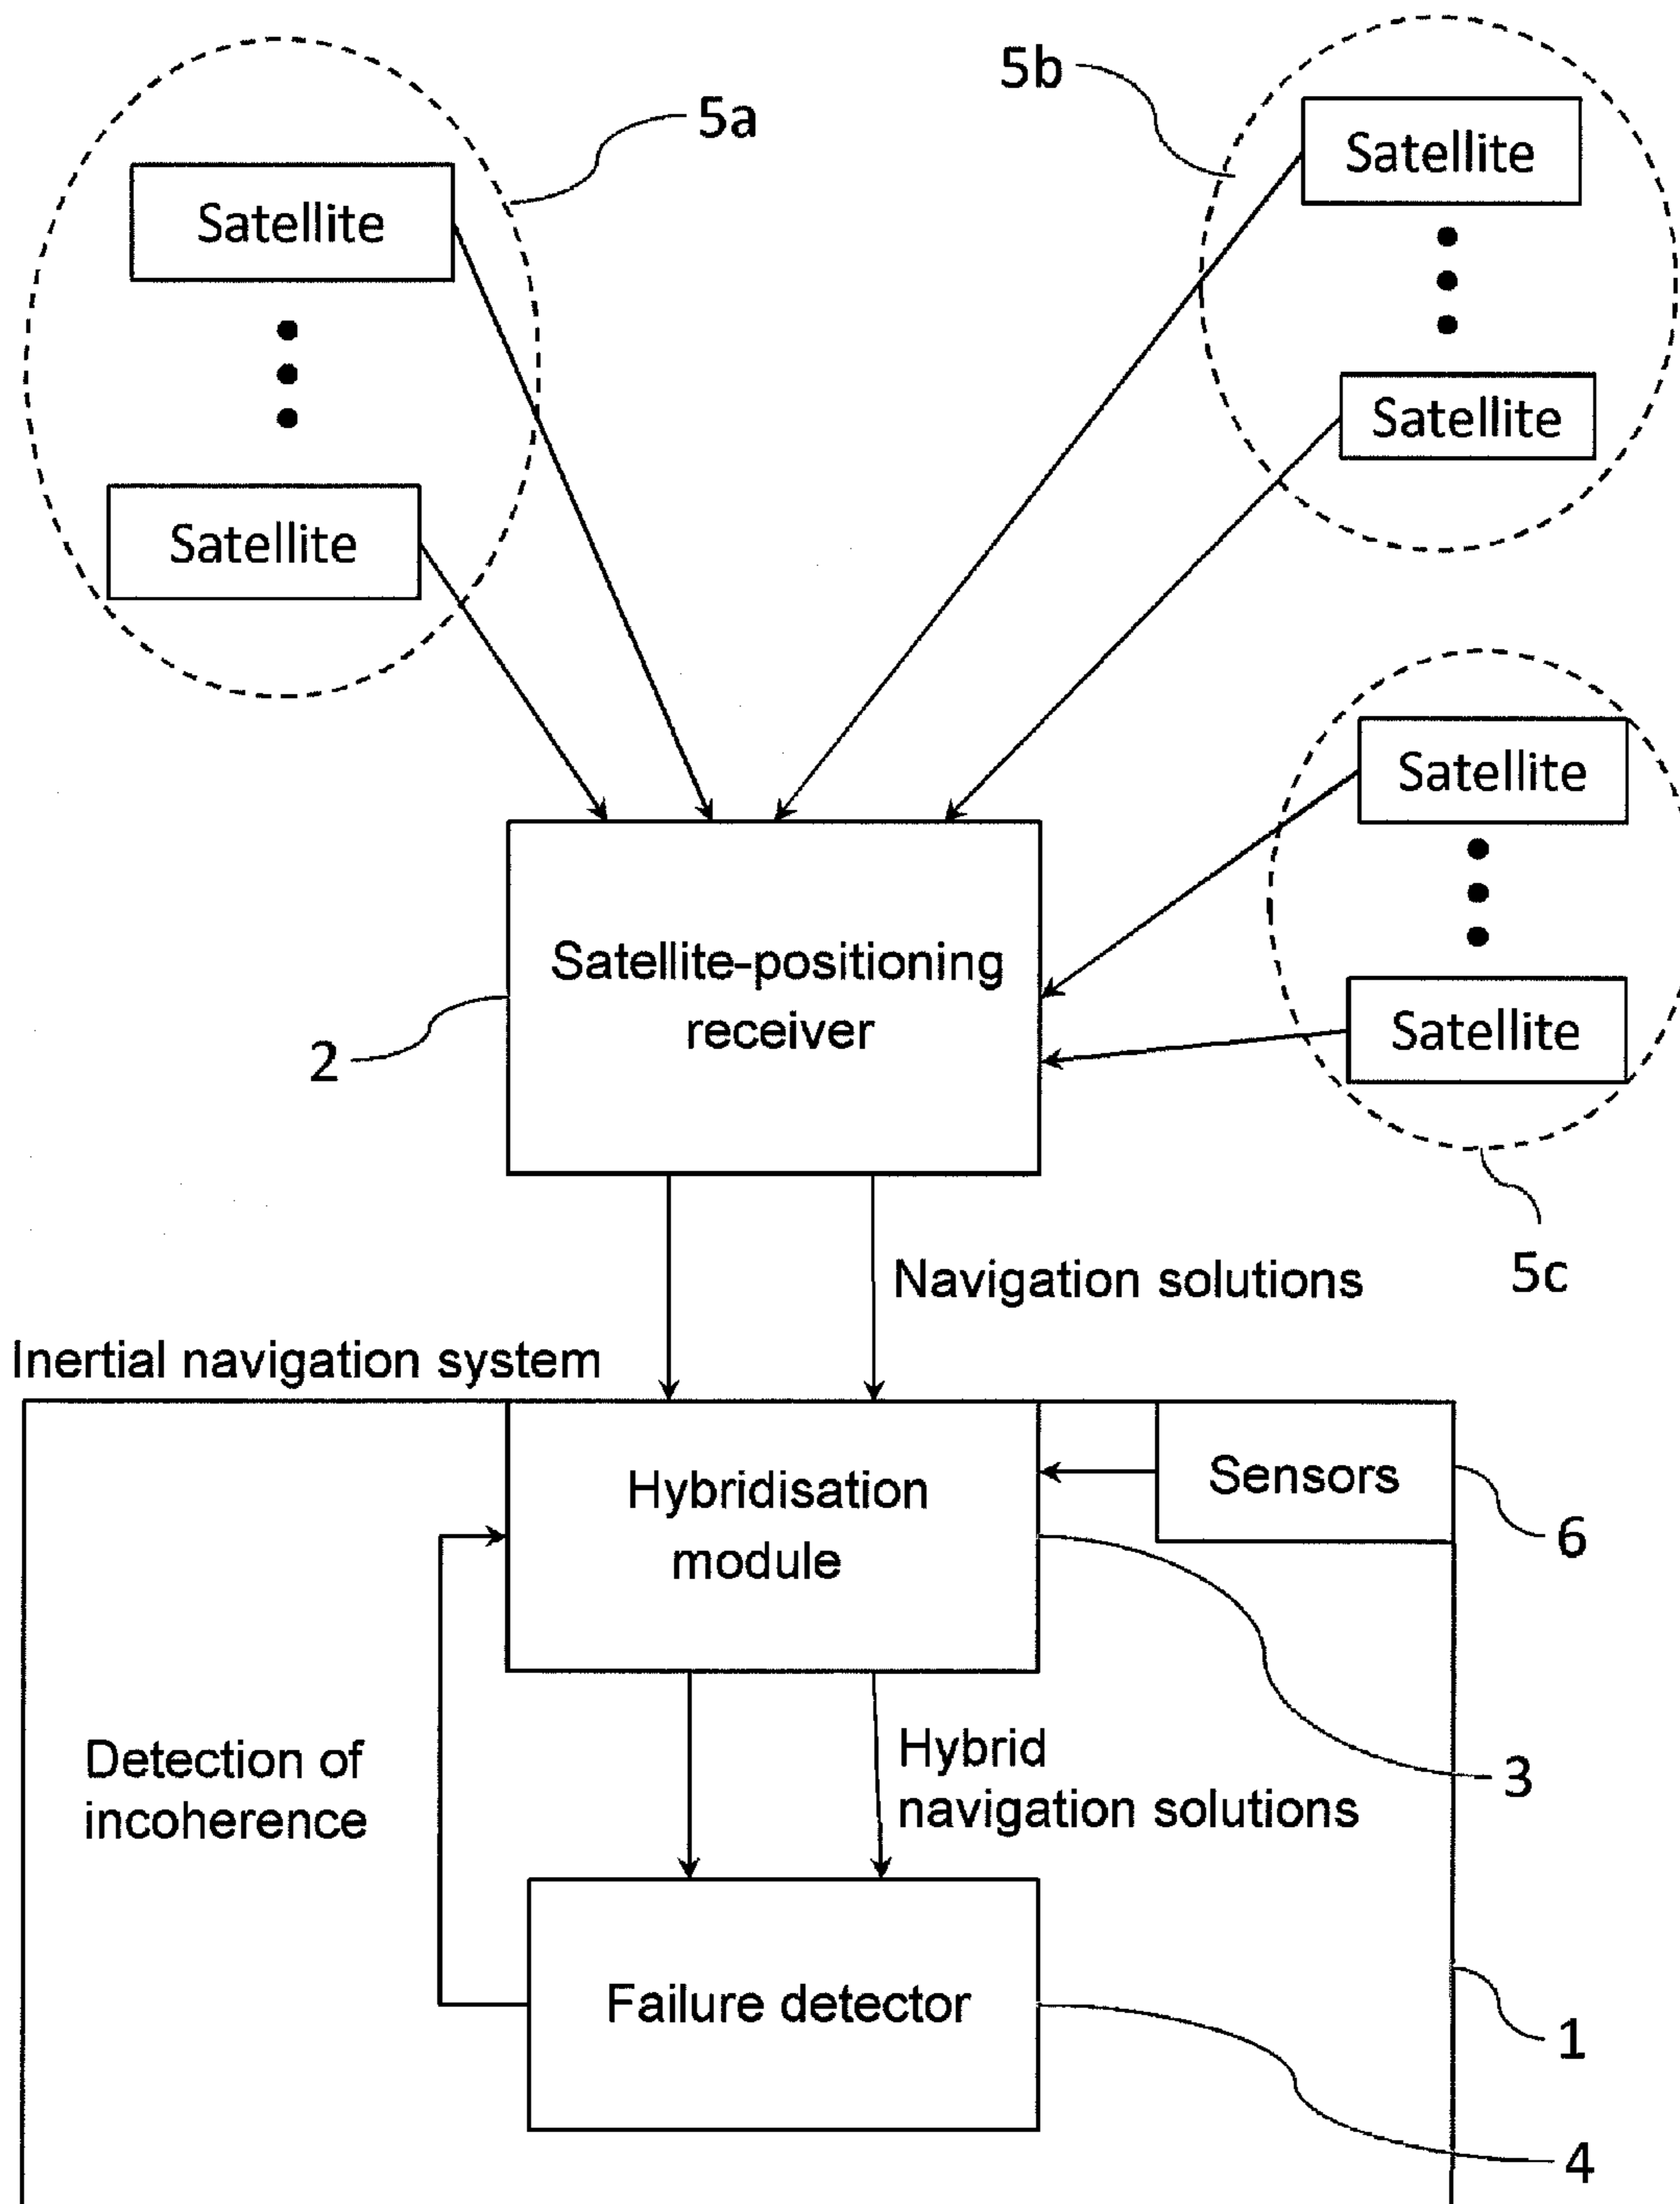 5a
5b
Satellite
Satellite
Satellite
Satellite
Satellite
Satellite
5c
Satellite-positioning
receiver
2
Navigation solutions
Inertial navigation system
Hybridisation
module
Sensors
6
Detection of
incoherence
Hybrid
navigation solutions
3
Failure detector
1
4